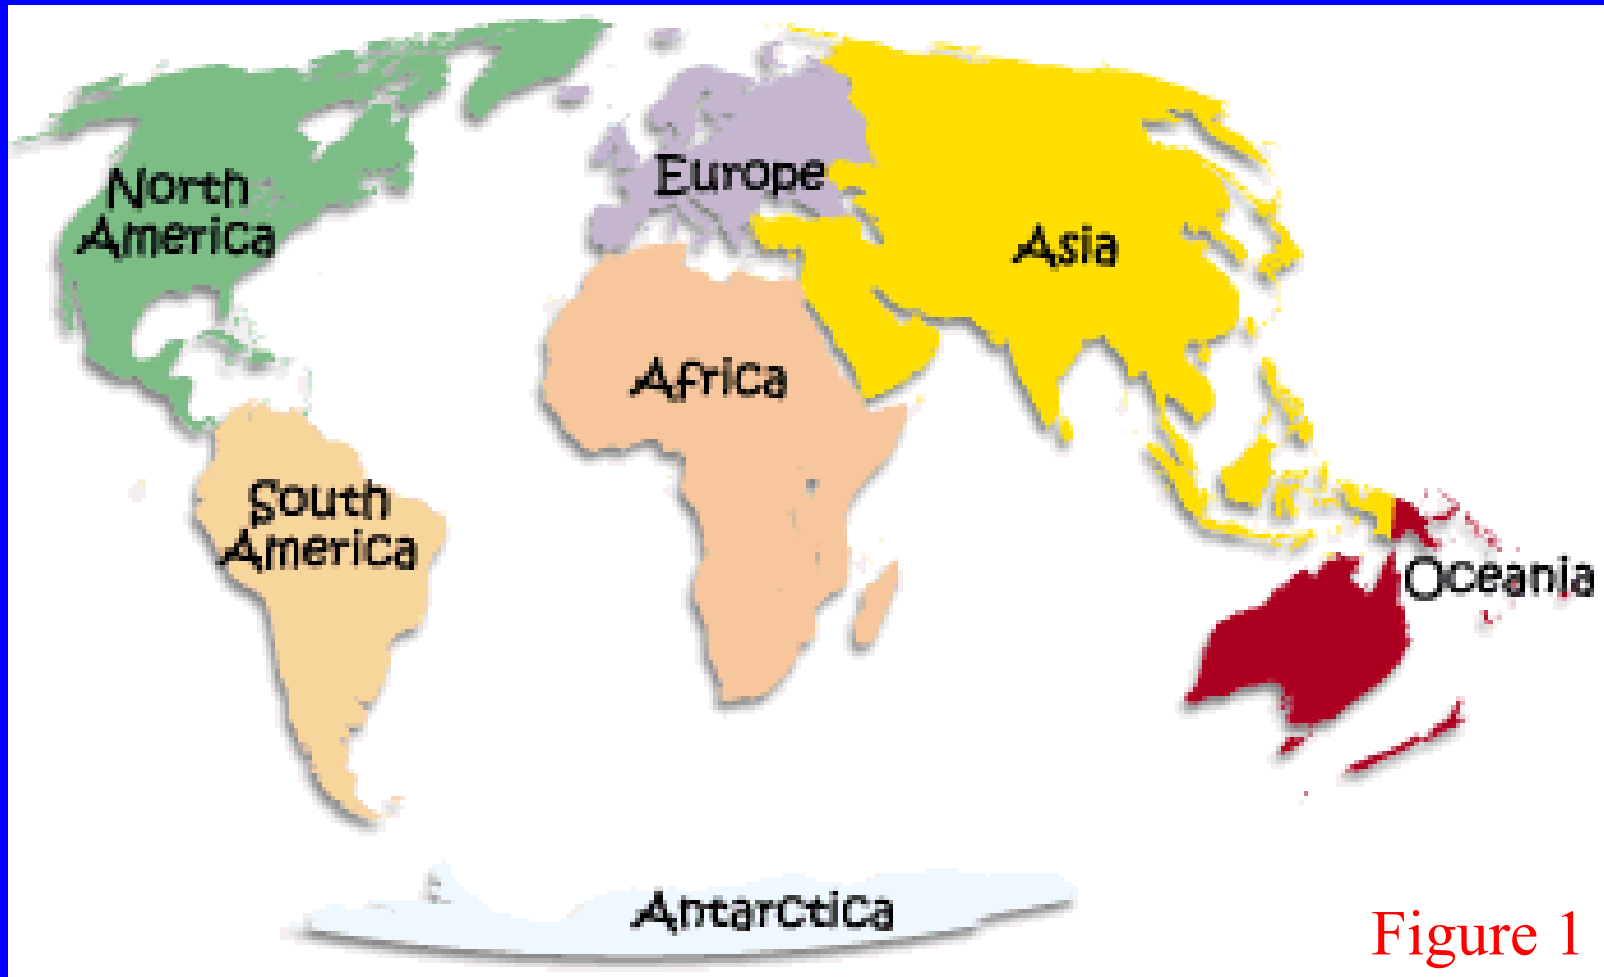 North
America
Europe
Asia
Africa
South
America
Oceania
Antarctica
Figure 1